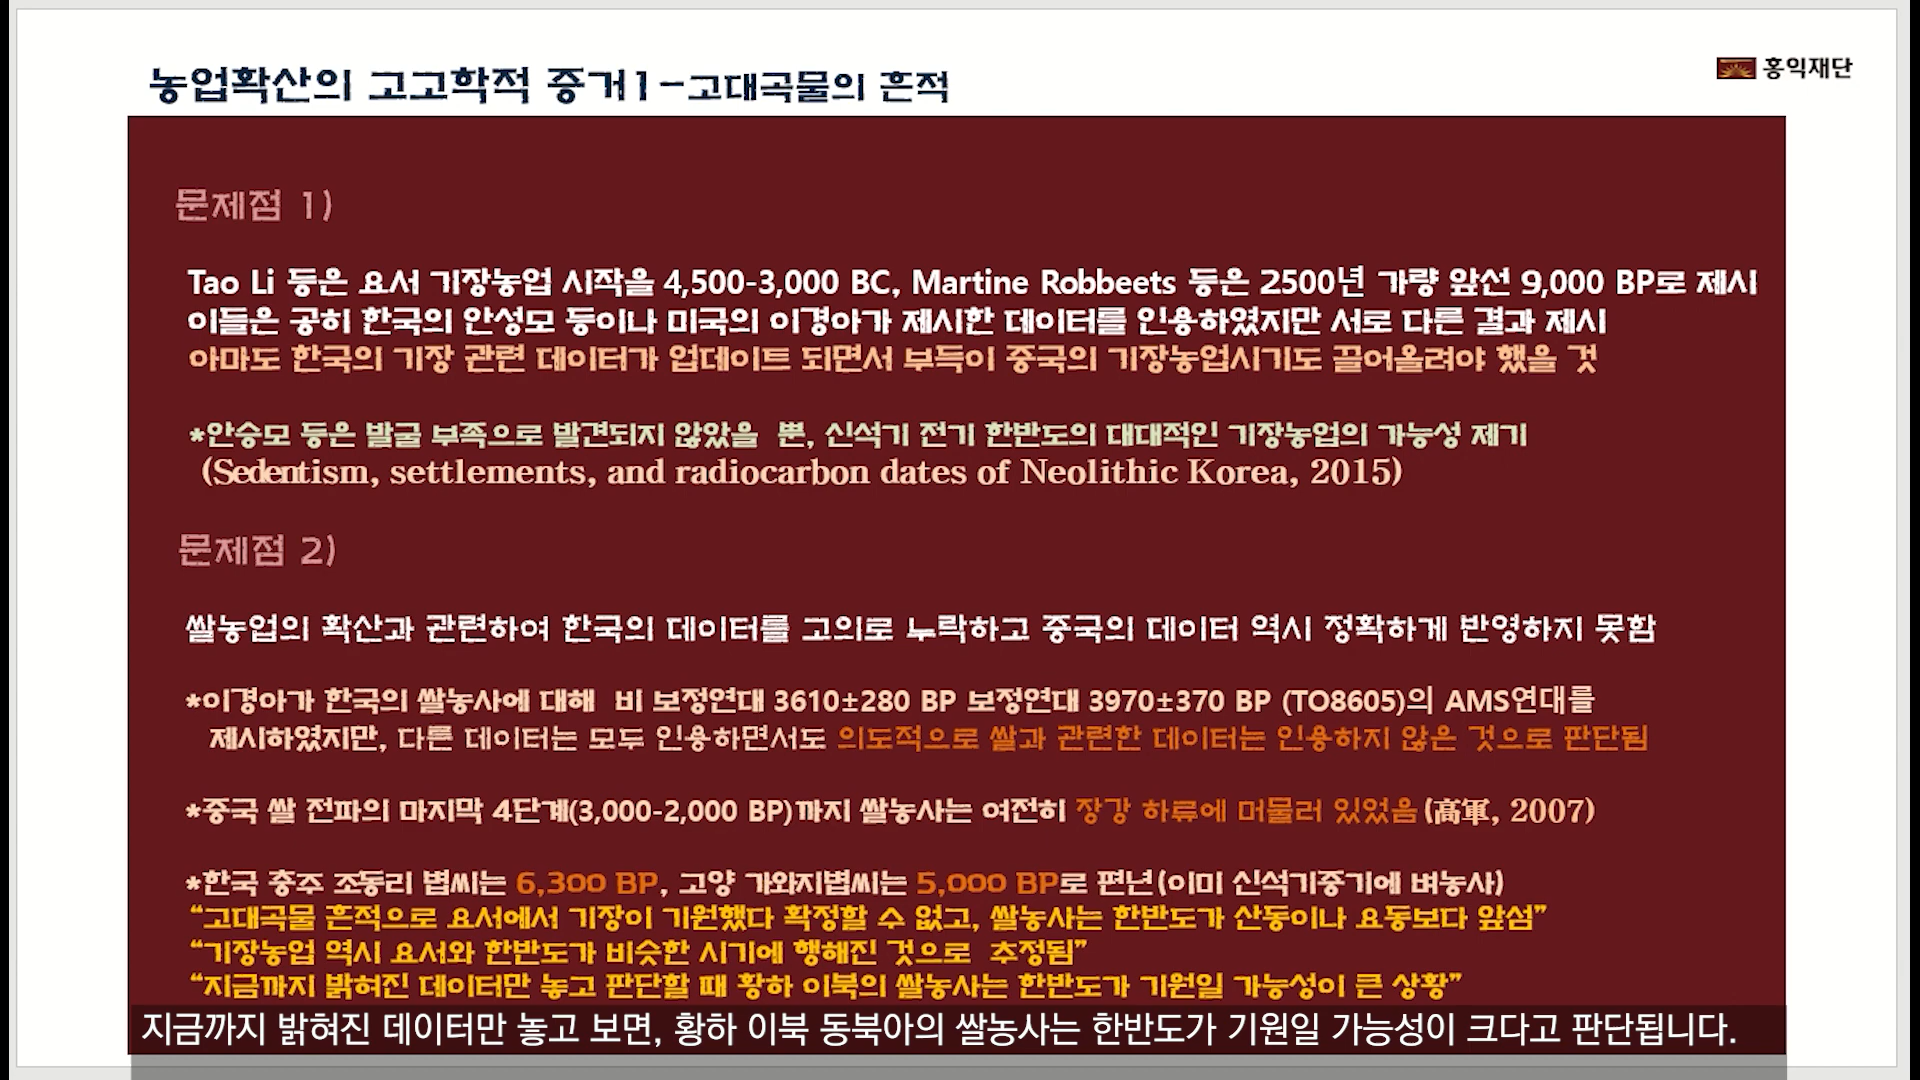 농업확산의 고고학적 증거1-고대곡물의 흔적
홍익재단
문제점 1)
Tao Li 등은 요서 기장농업 시작을 4,500-3,000 BC, Martine Robbeets 등은 2500년 가량 앞선 9,000 BP로 제시
이들은 공히 한국의 안성모 등이나 미국의 이경아가 제시한 데이터를 인용하였지만 서로 다른 결과 제시
아마도 한국의 기장 관련 데이터가 업데이트 되면서 부득이 중국의 기장농업시기도 끌어올려야 했을 것
*안승모 등은 발굴 부족으로 발견되지 않았을 뿐, 신석기 전기 한반도의 대대적인 기장농업의 가능성 제기
(Sedentism, settlements, and radiocarbon dates of Neolithic Korea, 2015)
문제점 2)
쌀농업의 확산과 관련하여 한국의 데이터를 고의로 누락하고 중국의 데이터 역시 정확하게 반영하지 못함
*이경아가 한국의 쌀농사에 대해 비 보정연대 3610±280 BP 보정연대 3970±370 BP (TO8605)의 AMS연대를
제시하였지만, 다른 데이터는 모두 인용하면서도 의도적으로 쌀과 관련한 데이터는 인용하지 않은 것으로 판단됨
*중국 쌀 전파의 마지막 4단계(3,000-2,000 BP)까지 쌀농사는 여전히 장강 하류에 머물러 있었음 (高軍, 2007)
*한국 충주 조동리 볍씨는 6,300 BP, 고양 가와지볍씨는 5,000 BP로 편년(이미 신석기중기에 벼농사)
“고대곡물 흔적으로 요서에서 기장이 기원했다 확정할 수 없고, 쌀농사는 한반도가 산동이나 요동보다 앞섬”
“기장농업 역시 요서와 한반도가 비슷한 시기에 행해진 것으로 추정됨”
“지금까지 밝혀진 데이터만 놓고 판단할 때 황하 이북의 쌀농사는 한반도가 기원일 가능성이 큰 상황”
지금까지 밝혀진 데이터만 놓고 보면, 황하 이북 동북아의 쌀농사는 한반도가 기원일 가능성이 크다고 판단됩니다.